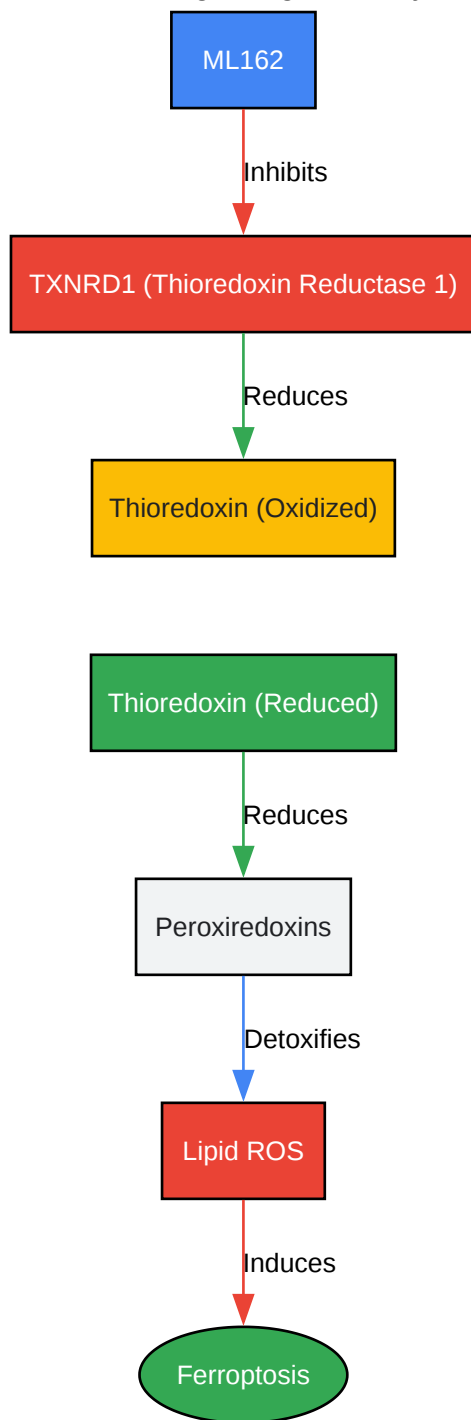 ML162
Inhibits
TXNRD1 (Thioredoxin Reductase 1)
Reduces
Thioredoxin (Oxidized)
Thioredoxin (Reduced)
Reduces
Peroxiredoxins
Detoxifies
Lipid ROS
Induces
Ferroptosis